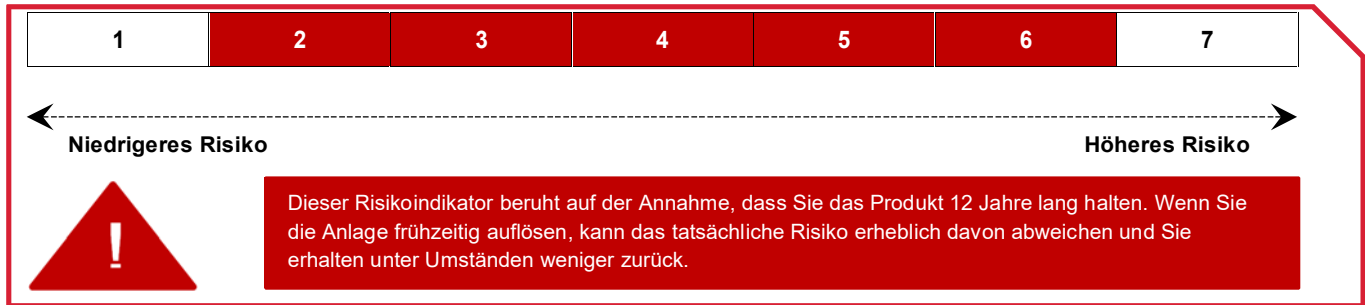 1 2 3 4 5 6 7
Niedrigeres Risiko Höheres Risiko
!
Dieser Risikoindikator beruht auf der Annahme, dass Sie das Produkt 12 Jahre lang halten. Wenn Sie
die Anlage frühzeitig auflösen, kann das tatsächliche Risiko erheblich davon abweichen und Sie
erhalten unter Umständen weniger zurück.